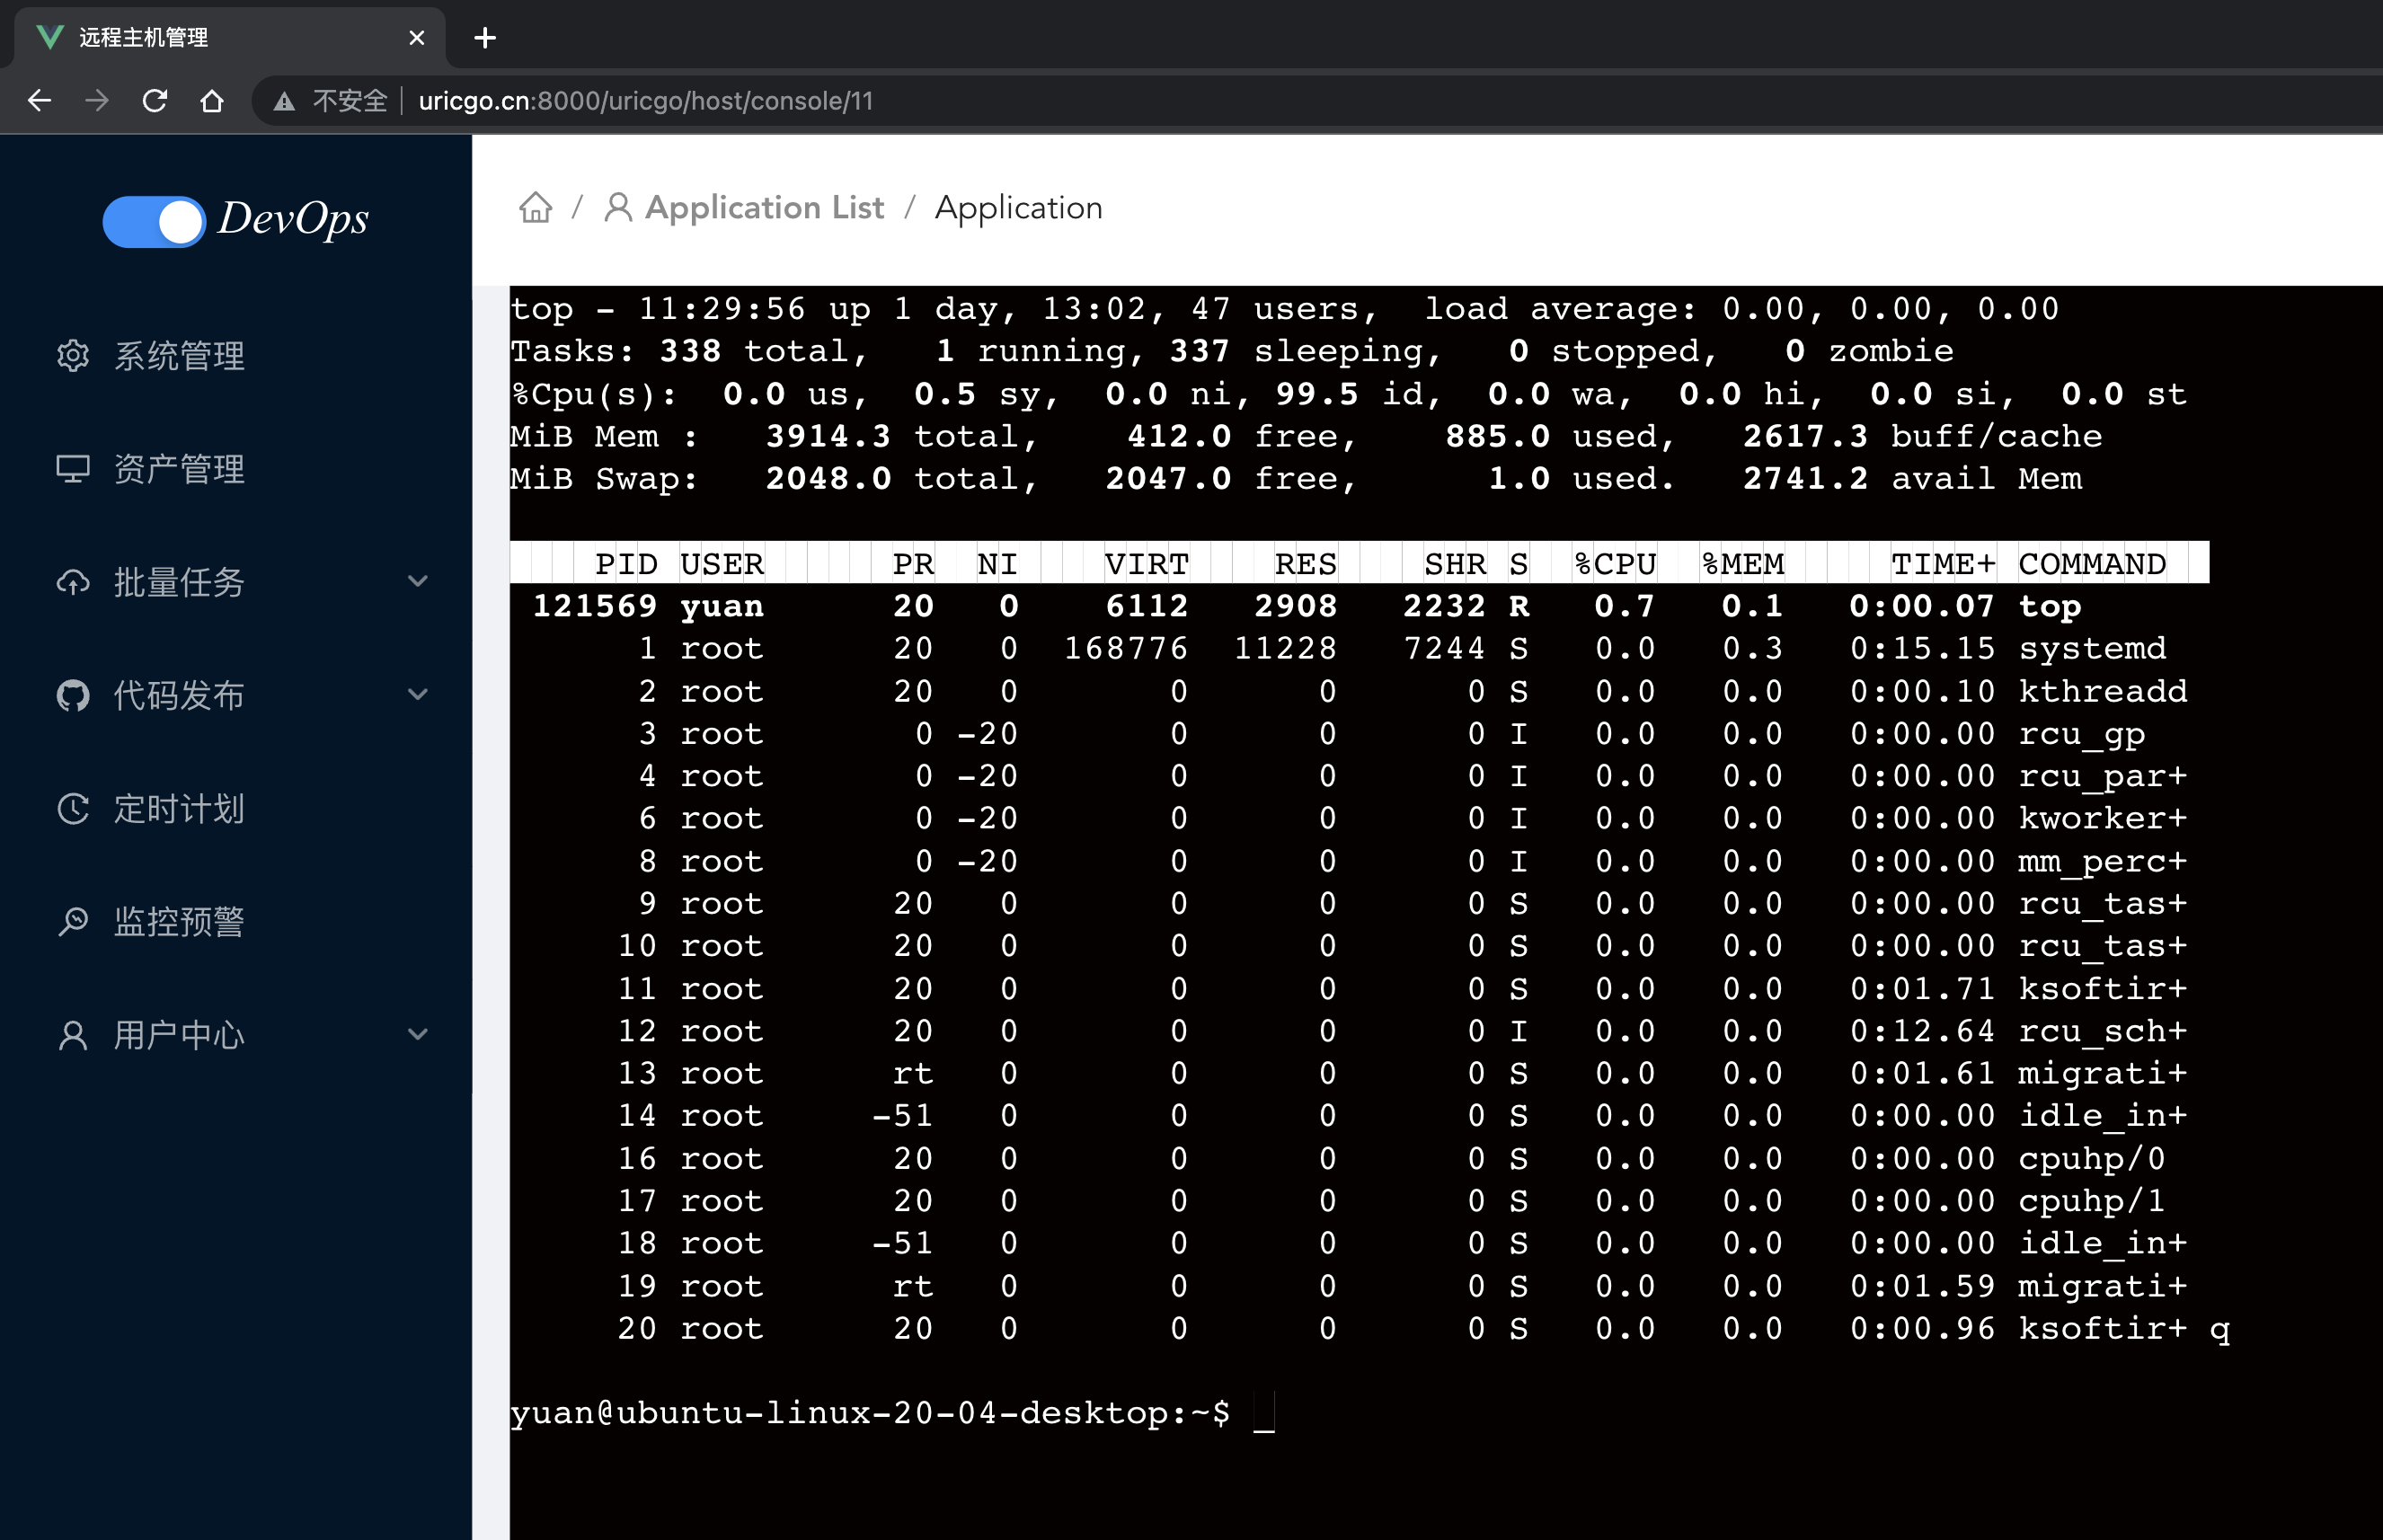 远程主机管理
不安全 uricgo.cn:8000/uricgo/host/console/11
DevOps
系统管理
资产管理
批量任务
代码发布
定时计划
监控预警
用户中心
/ Application List / Application
top - 11:29:56 up 1 day, 13:02, 47 users,  load average: 0.00, 0.00, 0.00
Tasks: 338 total,   1 running, 337 sleeping,   0 stopped,   0 zombie
%Cpu(s):  0.0 us,  0.5 sy,  0.0 ni, 99.5 id,  0.0 wa,  0.0 hi,  0.0 si,  0.0 st
MiB Mem :   3914.3 total,    412.0 free,    885.0 used,   2617.3 buff/cache
MiB Swap:   2048.0 total,   2047.0 free,      1.0 used.   2741.2 avail Mem
PID USER      PR  NI    VIRT    RES    SHR S  %CPU  %MEM     TIME+ COMMAND
121569 yuan      20   0    6112   2908   2232 R   0.7   0.1   0:00.07 top
1 root      20   0  168776  11228   7244 S   0.0   0.3   0:15.15 systemd
2 root      20   0       0      0      0 S   0.0   0.0   0:00.10 kthreadd
3 root       0 -20       0      0      0 I   0.0   0.0   0:00.00 rcu_gp
4 root       0 -20       0      0      0 I   0.0   0.0   0:00.00 rcu_par+
6 root       0 -20       0      0      0 I   0.0   0.0   0:00.00 kworker+
8 root       0 -20       0      0      0 I   0.0   0.0   0:00.00 mm_perc+
9 root      20   0       0      0      0 S   0.0   0.0   0:00.00 rcu_tas+
10 root      20   0       0      0      0 S   0.0   0.0   0:00.00 rcu_tas+
11 root      20   0       0      0      0 S   0.0   0.0   0:01.71 ksoftir+
12 root      20   0       0      0      0 I   0.0   0.0   0:12.64 rcu_sch+
13 root      rt   0       0      0      0 S   0.0   0.0   0:01.61 migrati+
14 root     -51   0       0      0      0 S   0.0   0.0   0:00.00 idle_in+
16 root      20   0       0      0      0 S   0.0   0.0   0:00.00 cpuhp/0
17 root      20   0       0      0      0 S   0.0   0.0   0:00.00 cpuhp/1
18 root     -51   0       0      0      0 S   0.0   0.0   0:00.00 idle_in+
19 root      rt   0       0      0      0 S   0.0   0.0   0:01.59 migrati+
20 root      20   0       0      0      0 S   0.0   0.0   0:00.96 ksoftir+ q
yuan@ubuntu-linux-20-04-desktop:~$ _